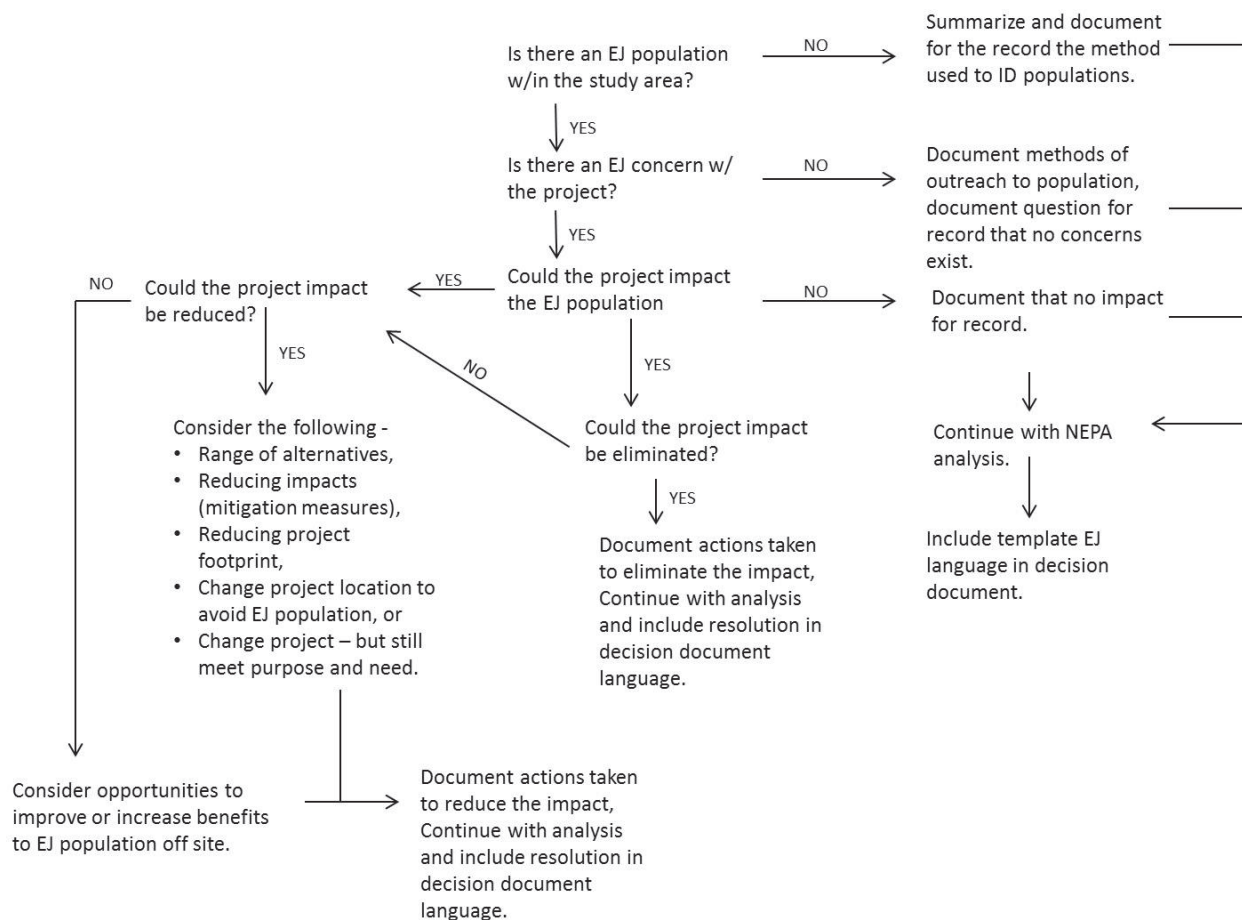 Is there an EJ population
w/in the study area?
NO
Summarize and document
for the record the method
used to ID populations.
YES
Is there an EJ concern w/
the project?
NO
Document methods of
outreach to population,
document question for
record that no concerns
exist.
YES
Could the project impact
the EJ population
NO
Document that no impact
for record.
YES
Could the project impact
be reduced?
NO
YES
YES
NO
Could the project impact
be eliminated?
Continue with NEPA
analysis.
Consider the following -
• Range of alternatives,
• Reducing impacts
(mitigation measures),
• Reducing project
footprint,
• Change project location to
avoid EJ population, or
• Change project – but still
meet purpose and need.
YES
Document actions taken
to eliminate the impact,
Continue with analysis
and include resolution in
decision document
language.
Include template EJ
language in decision
document.
Consider opportunities to
improve or increase benefits
to EJ population off site.
Document actions taken
to reduce the impact,
Continue with analysis
and include resolution in
decision document
language.